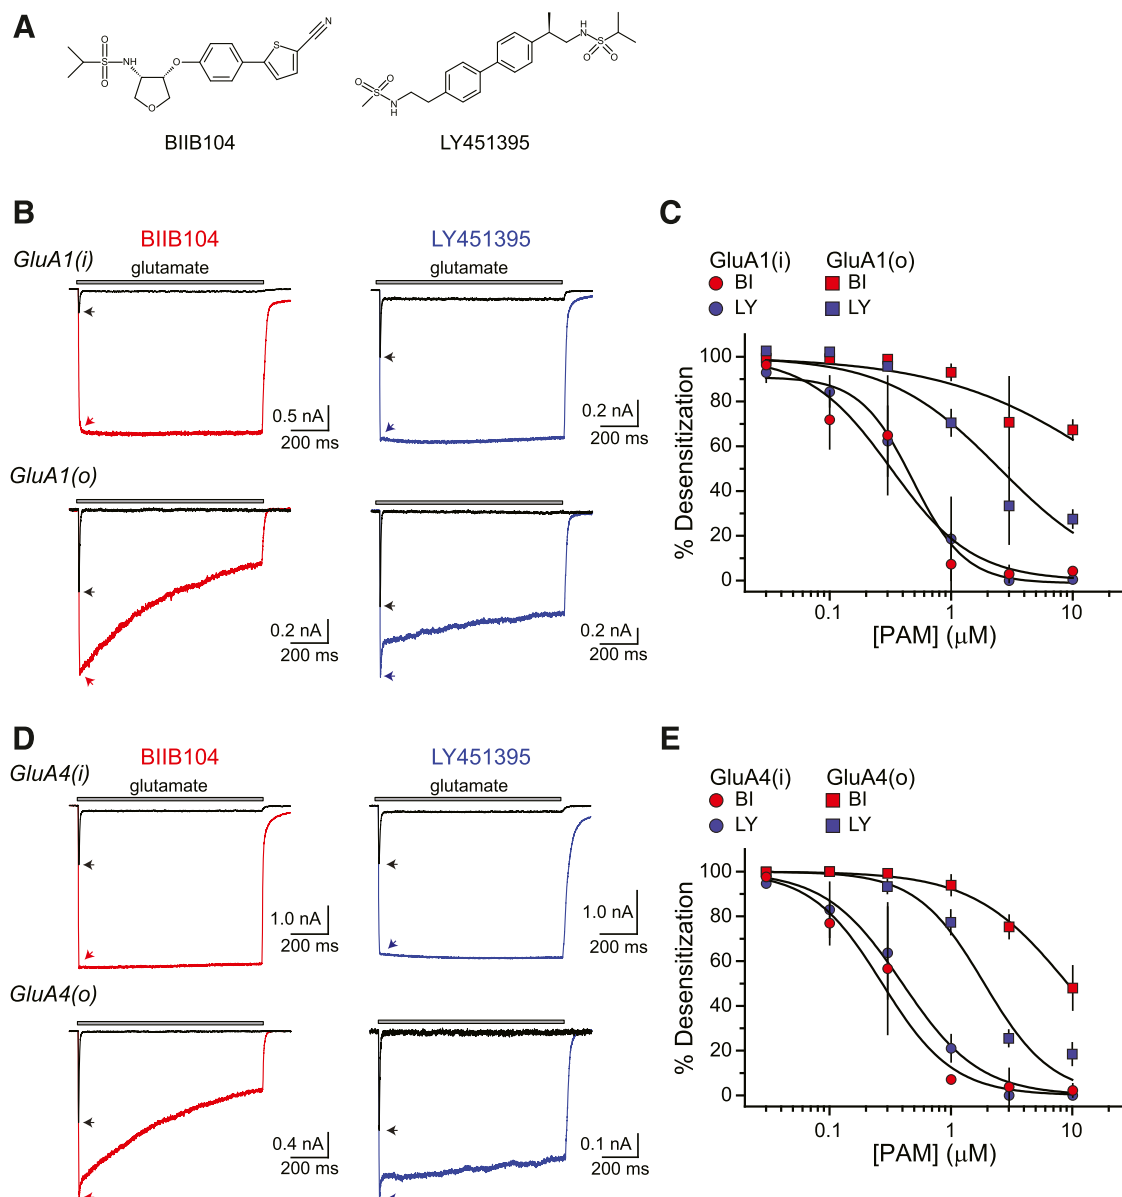 A
O
S
O
NH
O
O
S
N
BIIB104
O
O
S
N
H
H
N
S
O
O
LY451395
B
BIIB104
LY451395
GluA1(i)
glutamate
glutamate
0.5 nA
200 ms
0.2 nA
200 ms
GluA1(o)
0.2 nA
200 ms
0.2 nA
200 ms
C
GluA1(i) GluA1(o)
BI BI
LY LY
% Desensitization
100
80
60
40
20
0
0.1 1 10
[PAM] (μM)
D
BIIB104
LY451395
GluA4(i)
glutamate
glutamate
1.0 nA
200 ms
1.0 nA
200 ms
GluA4(o)
0.4 nA
200 ms
0.1 nA
200 ms
E
GluA4(i) GluA4(o)
BI BI
LY LY
% Desensitization
100
80
60
40
20
0
0.1 1 10
[PAM] (μM)